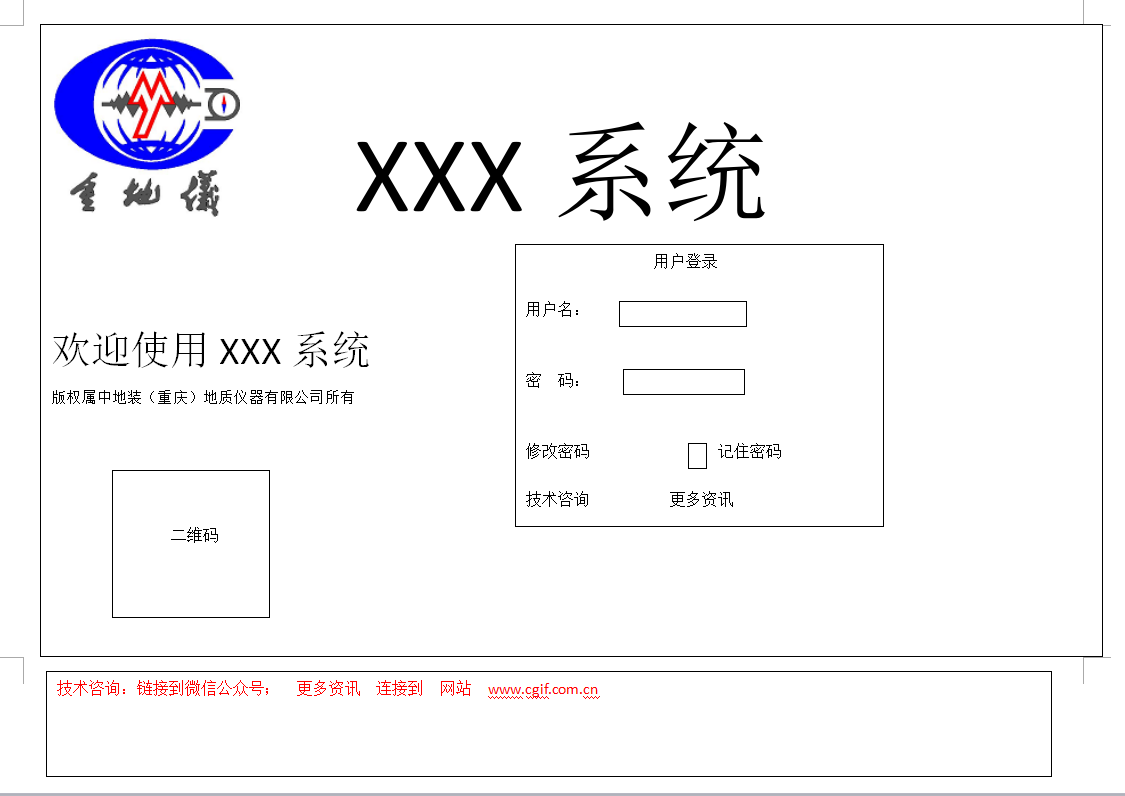 重地儀
XXX 系统
用户登录
用户名：
欢迎使用 XXX 系统
密 码：
版权属中地装（重庆）地质仪器有限公司所有
修改密码 记住密码
技术咨询 更多资讯
二维码
技术咨询：链接到微信公众号； 更多资讯 连接到 网站 www.cgif.com.cn